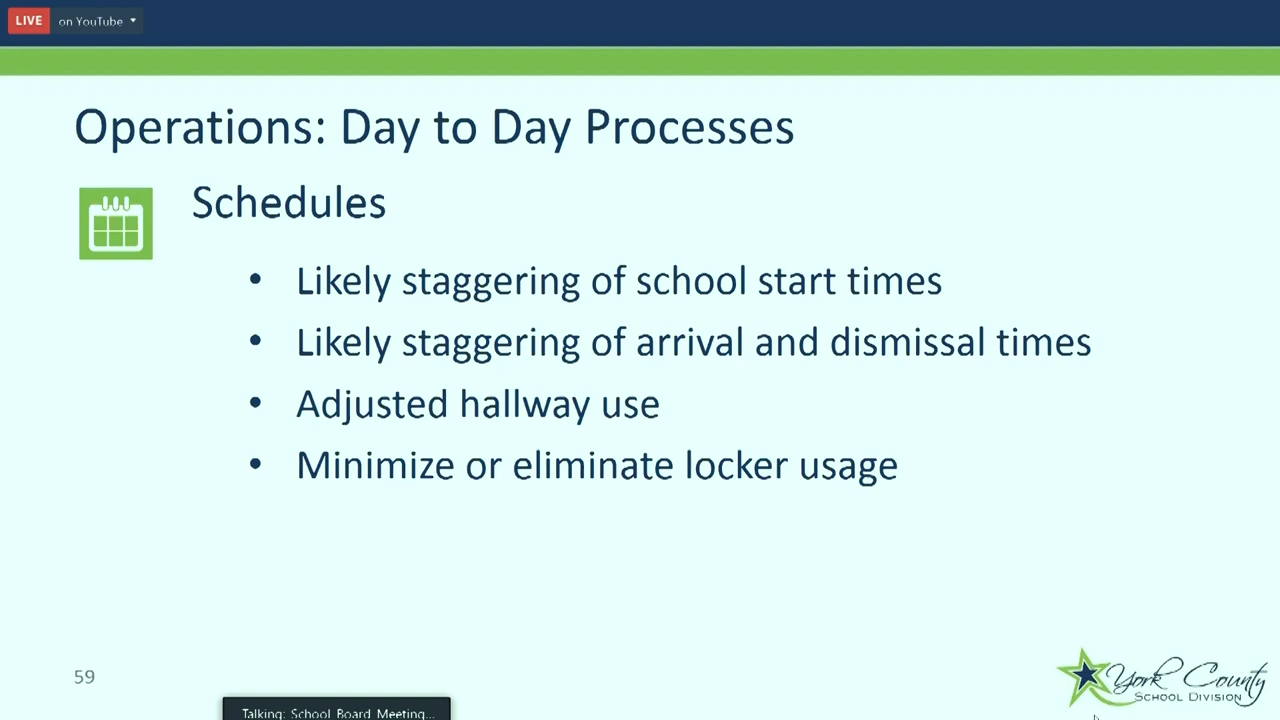 LIVE on YouTube
Operations: Day to Day Processes
Schedules
• Likely staggering of school start times
• Likely staggering of arrival and dismissal times
• Adjusted hallway use
• Minimize or eliminate locker usage
59
York County
SCHOOL DIVISION
Talking: School Board Meeting...